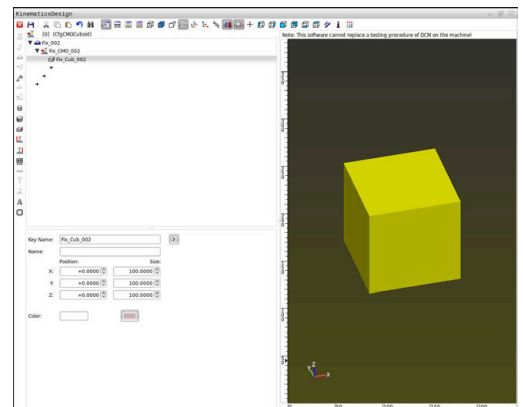 KinematicsDesign
[0] (CfgCMOCuboid)
Note: This software cannot replace a testing procedure of DCM on the machine!
Fix_002
Fix_CMO_002
Fix_Cub_002
Key Name: Fix_Cub_002 >
Name:
Position: Size:
X: +0.0000 100.0000
Y: +0.0000 100.0000
Z: +0.0000 100.0000
Color:
Z
Y
X